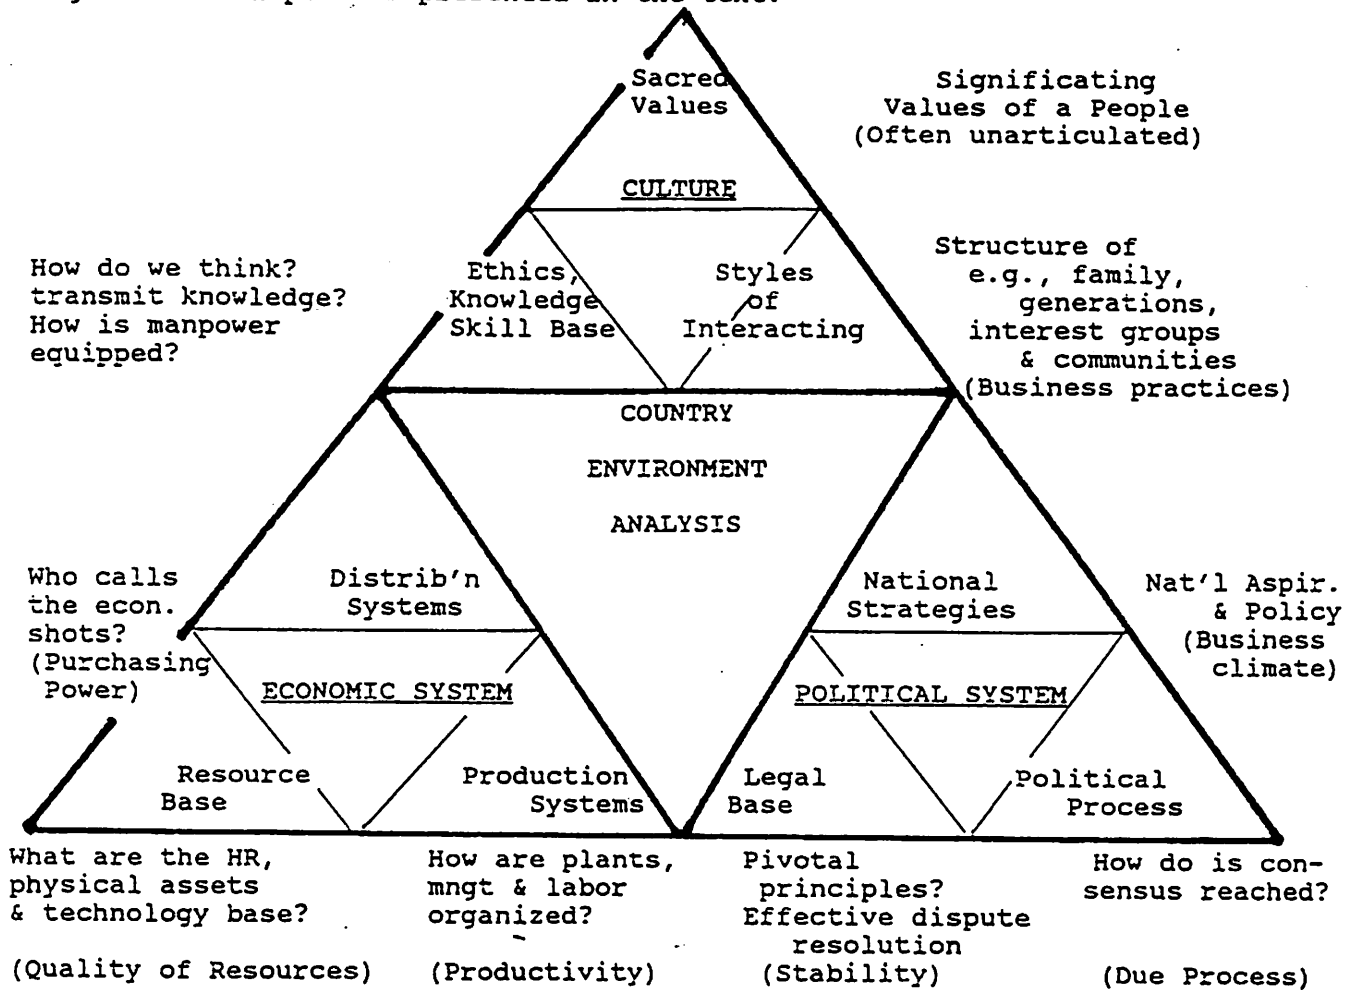 Sacred
Values
Significating
Values of a People
(Often unarticulated)
CULTURE
How do we think?
transmit knowledge?
How is manpower
equipped?
Ethics,
Knowledge
Skill Base
Styles
of
Interacting
Structure of
e.g., family,
generations,
interest groups
& communities
(Business practices)
COUNTRY
ENVIRONMENT
ANALYSIS
Who calls
the econ.
shots?
(Purchasing
Power)
Distrib'n
Systems
National
Strategies
Nat'l Aspir.
& Policy
(Business
climate)
ECONOMIC SYSTEM
POLITICAL SYSTEM
Resource
Base
Production
Systems
Legal
Base
Political
Process
What are the HR,
physical assets
& technology base?
(Quality of Resources)
How are plants,
mngt & labor
organized?
(Productivity)
Pivotal
principles?
Effective dispute
resolution
(Stability)
How do is con-
sensus reached?
(Due Process)